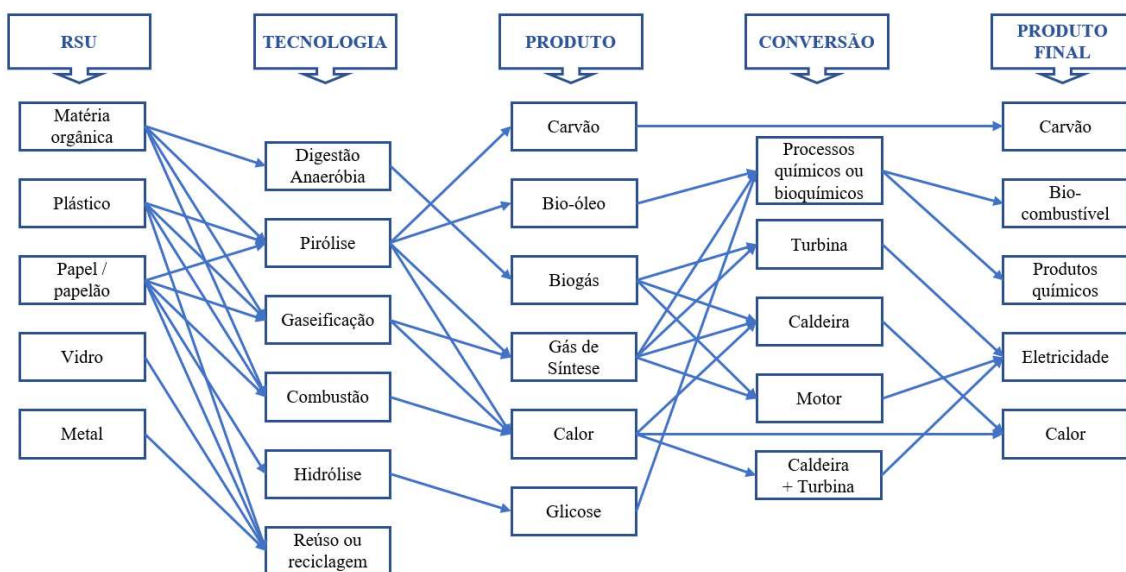 RSU
TECNOLOGIA
PRODUTO
CONVERSÃO
PRODUTO
FINAL
Matéria
orgânica
Plástico
Papel /
papelão
Vidro
Metal
Digestão
Anaeróbia
Pirólise
Gaseificação
Combustão
Hidrólise
Reúso ou
reciclagem
Carvão
Bio-óleo
Biogás
Gás de
Síntese
Calor
Glicose
Processos
químicos ou
bioquímicos
Turbina
Caldeira
Motor
Caldeira
+ Turbina
Carvão
Bio-
combustível
Produtos
químicos
Eletricidade
Calor